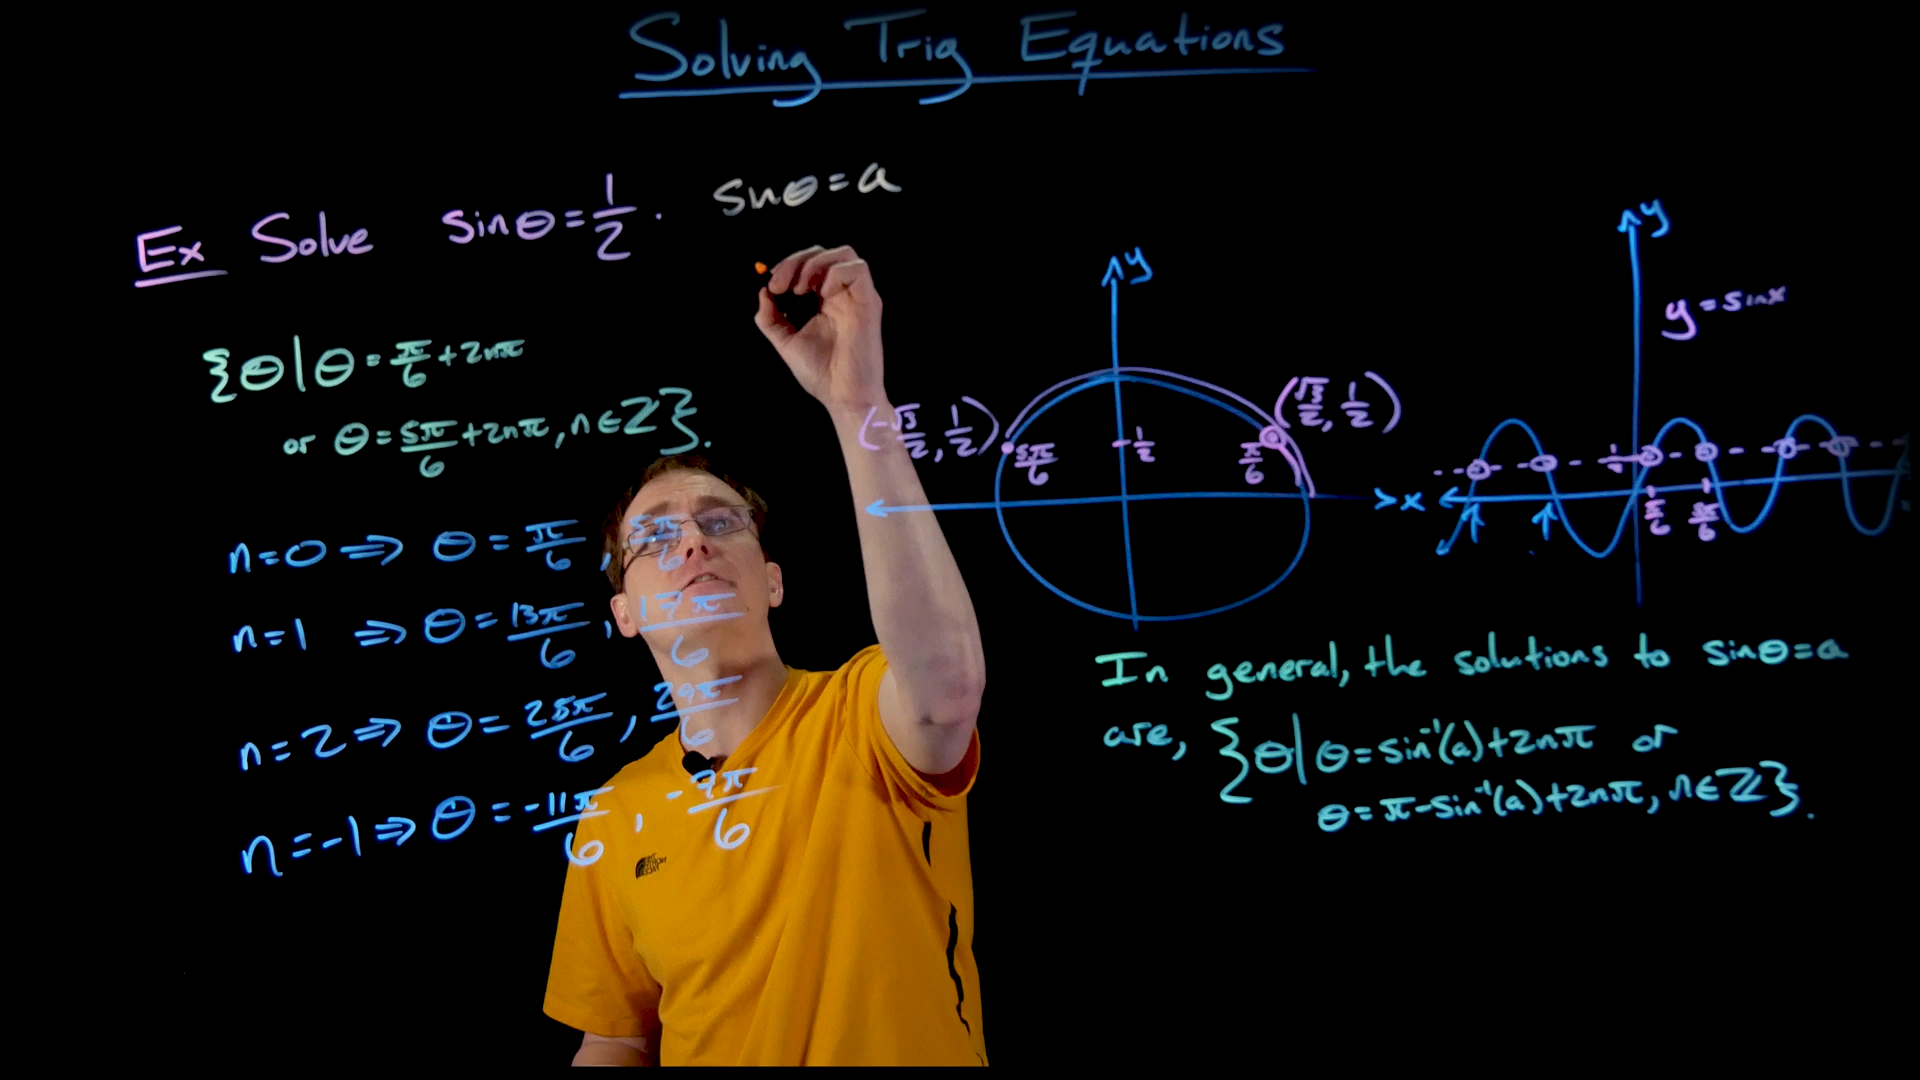 Solving Trig Equations
Ex Solve sinθ=1/2. sinθ=a
{θ|θ=π/6+2nπ
or θ=5π/6+2nπ, n∈ℤ}.
n=0 ⇒ θ=π/6, 5π/6
n=1 ⇒ θ=13π/6, 17π/6
n=2 ⇒ θ=25π/6, 29π/6
n=-1 ⇒ θ=-11π/6, -7π/6
y
(-√3/2, 1/2)
(√3/2, 1/2)
5π/6
1/2
π/6
x
y
y=sinx
π/6
5π/6
In general, the solutions to sinθ=a
are, {θ|θ=sin⁻¹(a)+2nπ or
θ=π-sin⁻¹(a)+2nπ, n∈ℤ}.